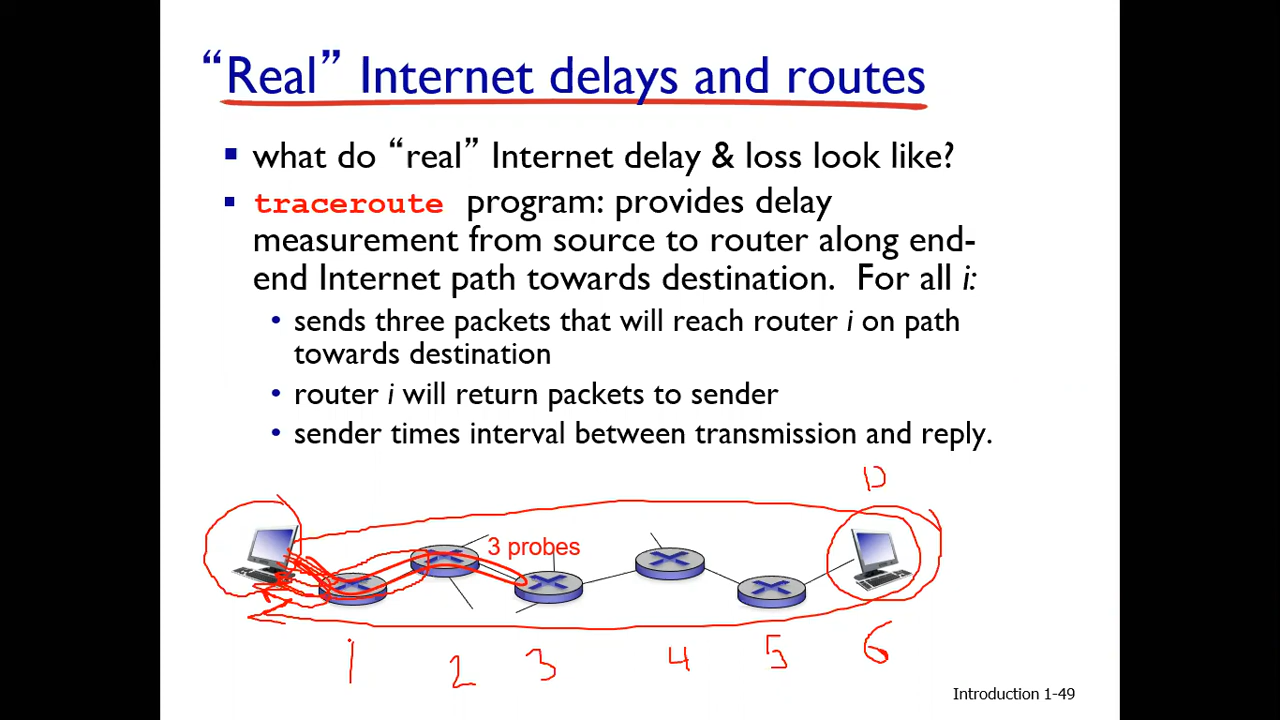 “Real” Internet delays and routes
▪ what do “real” Internet delay & loss look like?
▪ traceroute program: provides delay
measurement from source to router along end-
end Internet path towards destination. For all i:
• sends three packets that will reach router i on path
towards destination
• router i will return packets to sender
• sender times interval between transmission and reply.
D
3 probes
1 2 3 4 5 6
Introduction 1-49